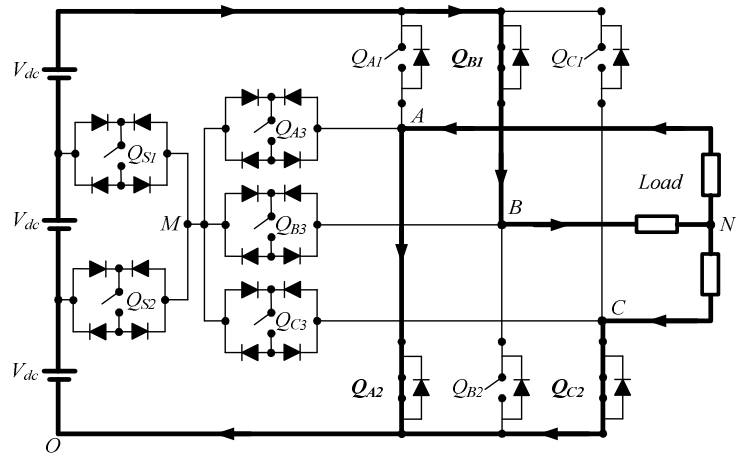 V_dc
Q_A1
Q_B1
Q_C1
A
Q_S1
Q_A3
Load
V_dc
M
Q_B3
B
N
Q_S2
Q_C3
C
V_dc
Q_A2
Q_B2
Q_C2
O